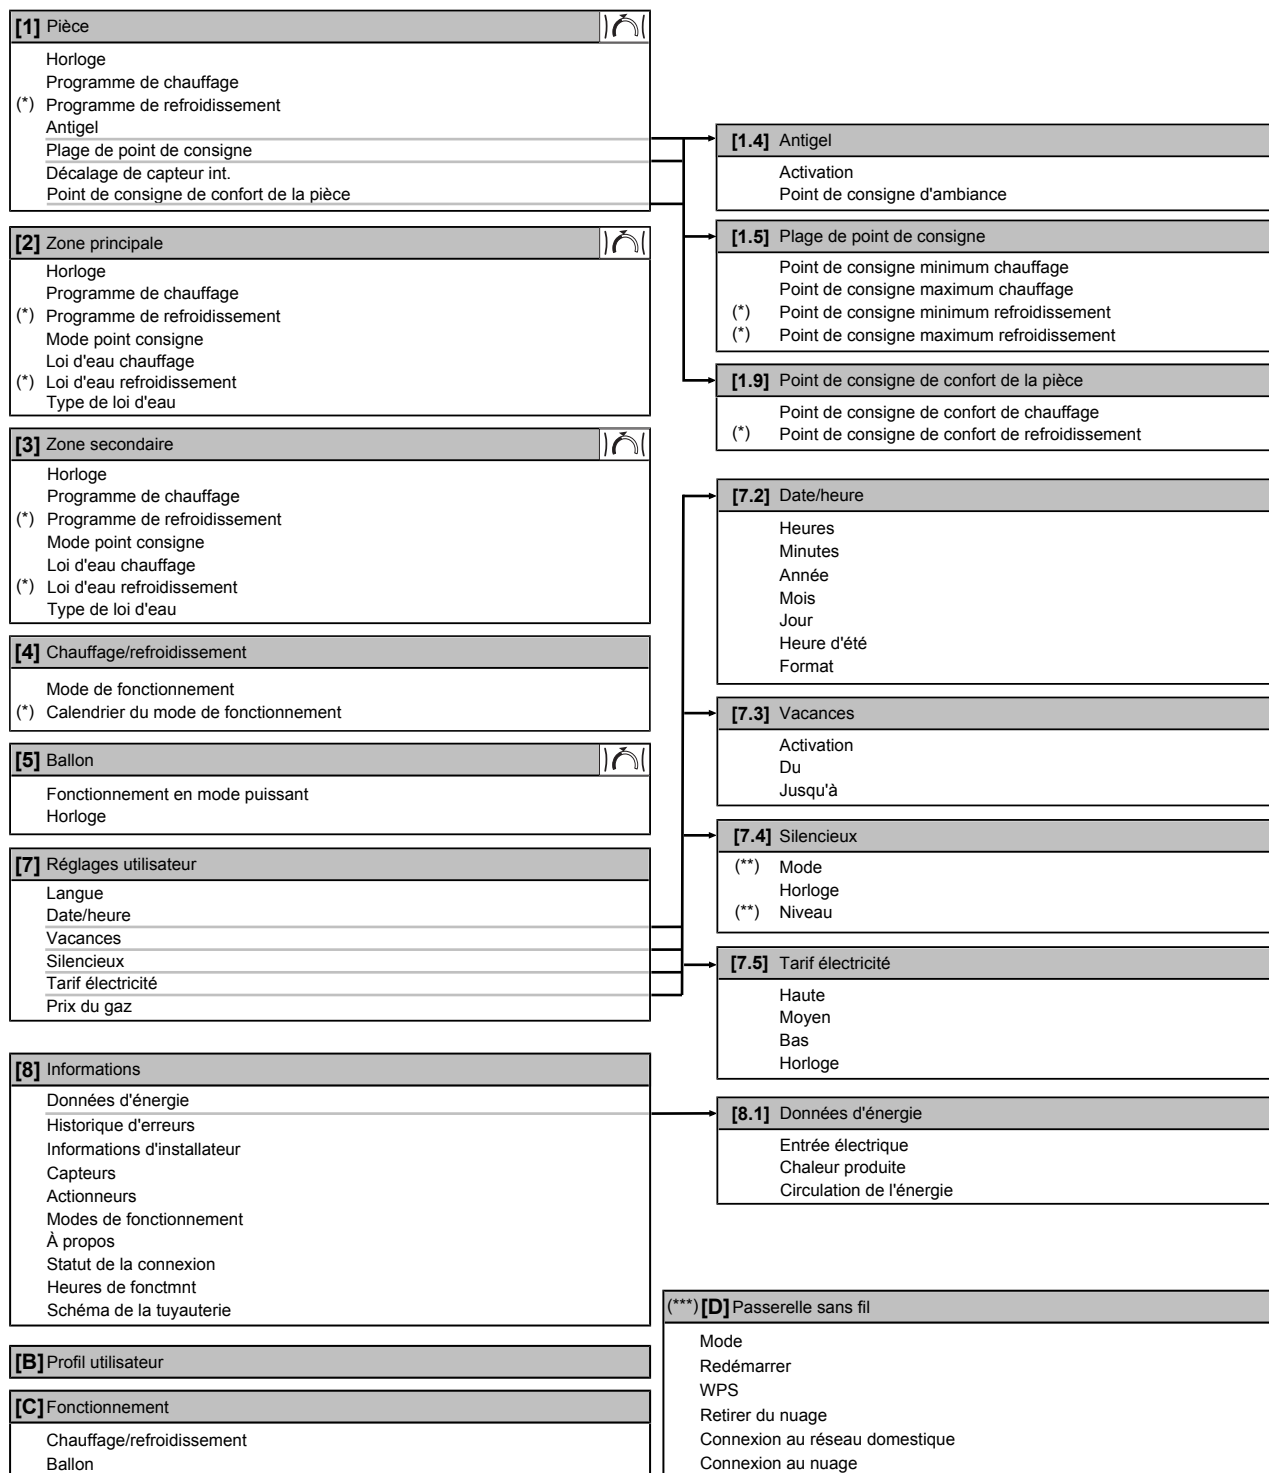 [1] Pièce
Horloge
Programme de chauffage
(*) Programme de refroidissement
Antigel
Plage de point de consigne
Décalage de capteur int.
Point de consigne de confort de la pièce
[2] Zone principale
Horloge
Programme de chauffage
(*) Programme de refroidissement
Mode point consigne
Loi d'eau chauffage
(*) Loi d'eau refroidissement
Type de loi d'eau
[3] Zone secondaire
Horloge
Programme de chauffage
(*) Programme de refroidissement
Mode point consigne
Loi d'eau chauffage
(*) Loi d'eau refroidissement
Type de loi d'eau
[4] Chauffage/refroidissement
Mode de fonctionnement
(*) Calendrier du mode de fonctionnement
[5] Ballon
Fonctionnement en mode puissant
Horloge
[7] Réglages utilisateur
Langue
Date/heure
Vacances
Silencieux
Tarif électricité
Prix du gaz
[8] Informations
Données d'énergie
Historique d'erreurs
Informations d'installateur
Capteurs
Actionneurs
Modes de fonctionnement
À propos
Statut de la connexion
Heures de fonctmnt
Schéma de la tuyauterie
[B] Profil utilisateur
[C] Fonctionnement
Chauffage/refroidissement
Ballon
[1.4] Antigel
Activation
Point de consigne d'ambiance
[1.5] Plage de point de consigne
Point de consigne minimum chauffage
Point de consigne maximum chauffage
(*) Point de consigne minimum refroidissement
(*) Point de consigne maximum refroidissement
[1.9] Point de consigne de confort de la pièce
Point de consigne de confort de chauffage
(*) Point de consigne de confort de refroidissement
[7.2] Date/heure
Heures
Minutes
Année
Mois
Jour
Heure d'été
Format
[7.3] Vacances
Activation
Du
Jusqu'à
[7.4] Silencieux
(**) Mode
Horloge
(**) Niveau
[7.5] Tarif électricité
Haute
Moyen
Bas
Horloge
[8.1] Données d'énergie
Entrée électrique
Chaleur produite
Circulation de l'énergie
(***) [D] Passerelle sans fil
Mode
Redémarrer
WPS
Retirer du nuage
Connexion au réseau domestique
Connexion au nuage